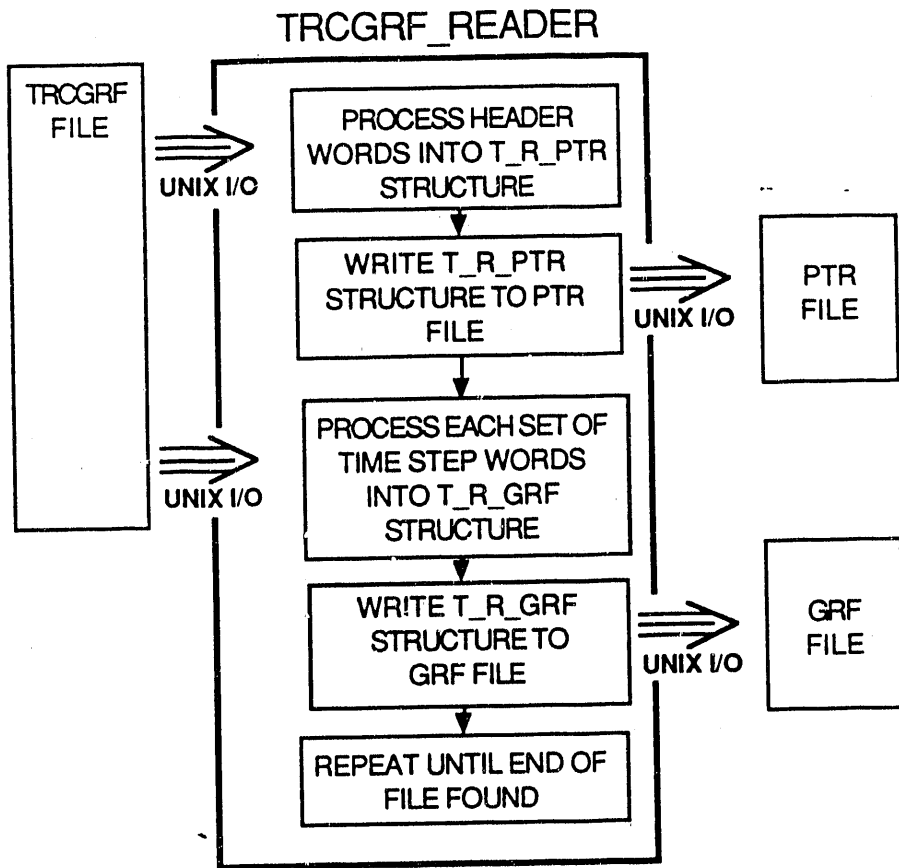 TRCGRF_READER
TRCGRF
FILE
UNIX I/O
PROCESS HEADER
WORDS INTO T_R_PTR
STRUCTURE
WRITE T_R_PTR
STRUCTURE TO PTR
FILE
UNIX I/O
PTR
FILE
UNIX I/O
PROCESS EACH SET OF
TIME STEP WORDS
INTO T_R_GRF
STRUCTURE
WRITE T_R_GRF
STRUCTURE TO
GRF FILE
UNIX I/O
GRF
FILE
REPEAT UNTIL END OF
FILE FOUND